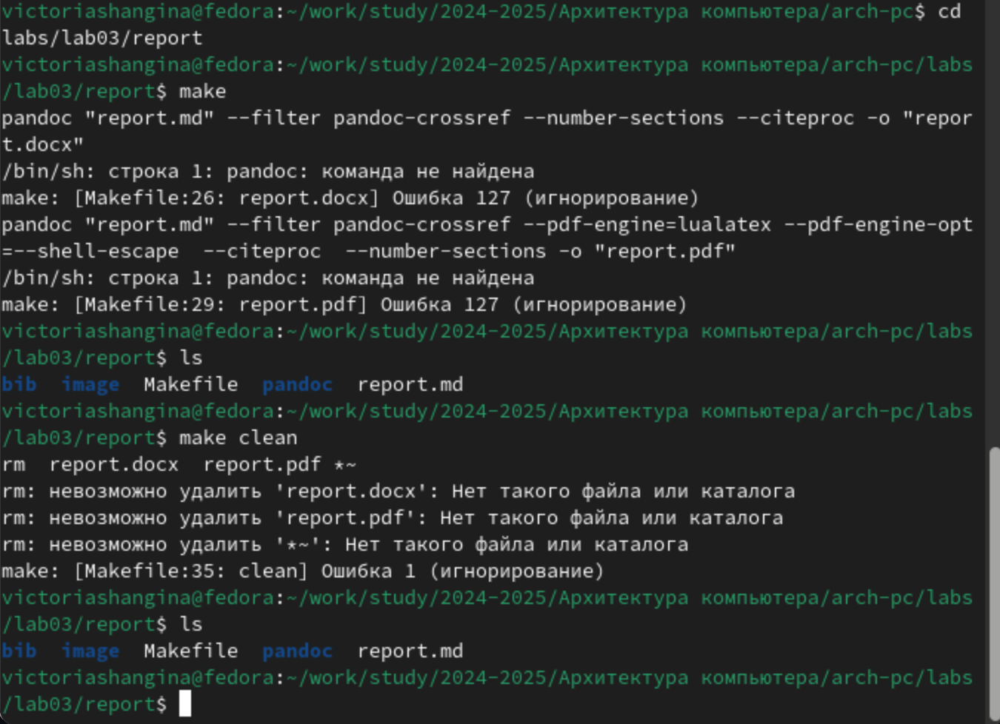 victoriashangina@fedora:~/work/study/2024-2025/Архитектура компьютера/arch-pc$ cd
labs/lab03/report
victoriashangina@fedora:~/work/study/2024-2025/Архитектура компьютера/arch-pc/labs
/lab03/report$ make
pandoc "report.md" --filter pandoc-crossref --number-sections --citeproc -o "repor
t.docx"
/bin/sh: строка 1: pandoc: команда не найдена
make: [Makefile:26: report.docx] Ошибка 127 (игнорирование)
pandoc "report.md" --filter pandoc-crossref --pdf-engine=lualatex --pdf-engine-opt
=--shell-escape  --citeproc  --number-sections -o "report.pdf"
/bin/sh: строка 1: pandoc: команда не найдена
make: [Makefile:29: report.pdf] Ошибка 127 (игнорирование)
victoriashangina@fedora:~/work/study/2024-2025/Архитектура компьютера/arch-pc/labs
/lab03/report$ ls
bib  image  Makefile  pandoc  report.md
victoriashangina@fedora:~/work/study/2024-2025/Архитектура компьютера/arch-pc/labs
/lab03/report$ make clean
rm  report.docx  report.pdf *~
rm: невозможно удалить 'report.docx': Нет такого файла или каталога
rm: невозможно удалить 'report.pdf': Нет такого файла или каталога
rm: невозможно удалить '*~': Нет такого файла или каталога
make: [Makefile:35: clean] Ошибка 1 (игнорирование)
victoriashangina@fedora:~/work/study/2024-2025/Архитектура компьютера/arch-pc/labs
/lab03/report$ ls
bib  image  Makefile  pandoc  report.md
victoriashangina@fedora:~/work/study/2024-2025/Архитектура компьютера/arch-pc/labs
/lab03/report$